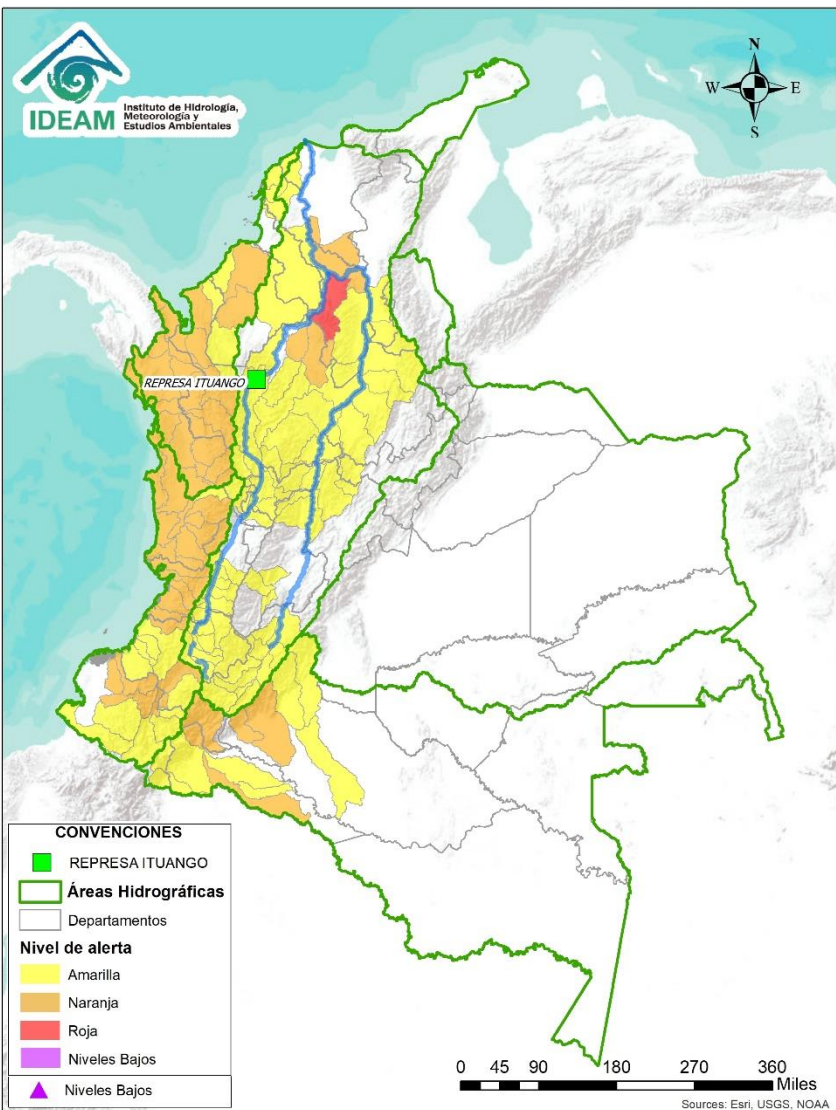 IDEAM
Instituto de Hidrología,
Meteorología y
Estudios Ambientales
N
W
E
S
REPRESA ITUANGO
CONVENCIONES
REPRESA ITUANGO
Áreas Hidrográficas
Departamentos
Nivel de alerta
Amarilla
Naranja
Roja
Niveles Bajos
Niveles Bajos
0 45 90 180 270 360
Miles
Sources: Esri, USGS, NOAA